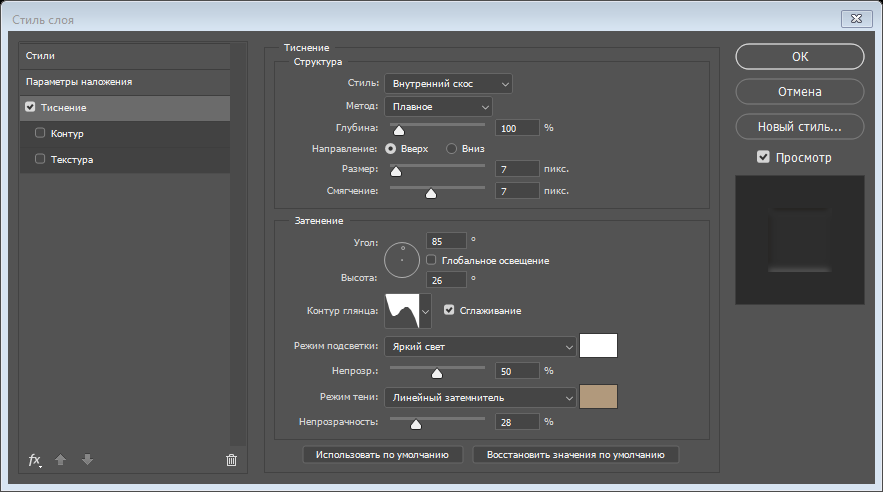 Стиль слоя
Стили
Параметры наложения
Тиснение
Контур
Текстура
fx
Тиснение
Структура
Стиль: Внутренний скос
Метод: Плавное
Глубина: 100 %
Направление: Вверх Вниз
Размер: 7 пикс.
Смягчение: 7 пикс.
Затенение
Угол: 85 °
Глобальное освещение
Высота: 26 °
Контур глянца: Сглаживание
Режим подсветки: Яркий свет
Непрозр.: 50 %
Режим тени: Линейный затемнитель
Непрозрачность: 28 %
Использовать по умолчанию Восстановить значения по умолчанию
ОК
Отмена
Новый стиль...
Просмотр